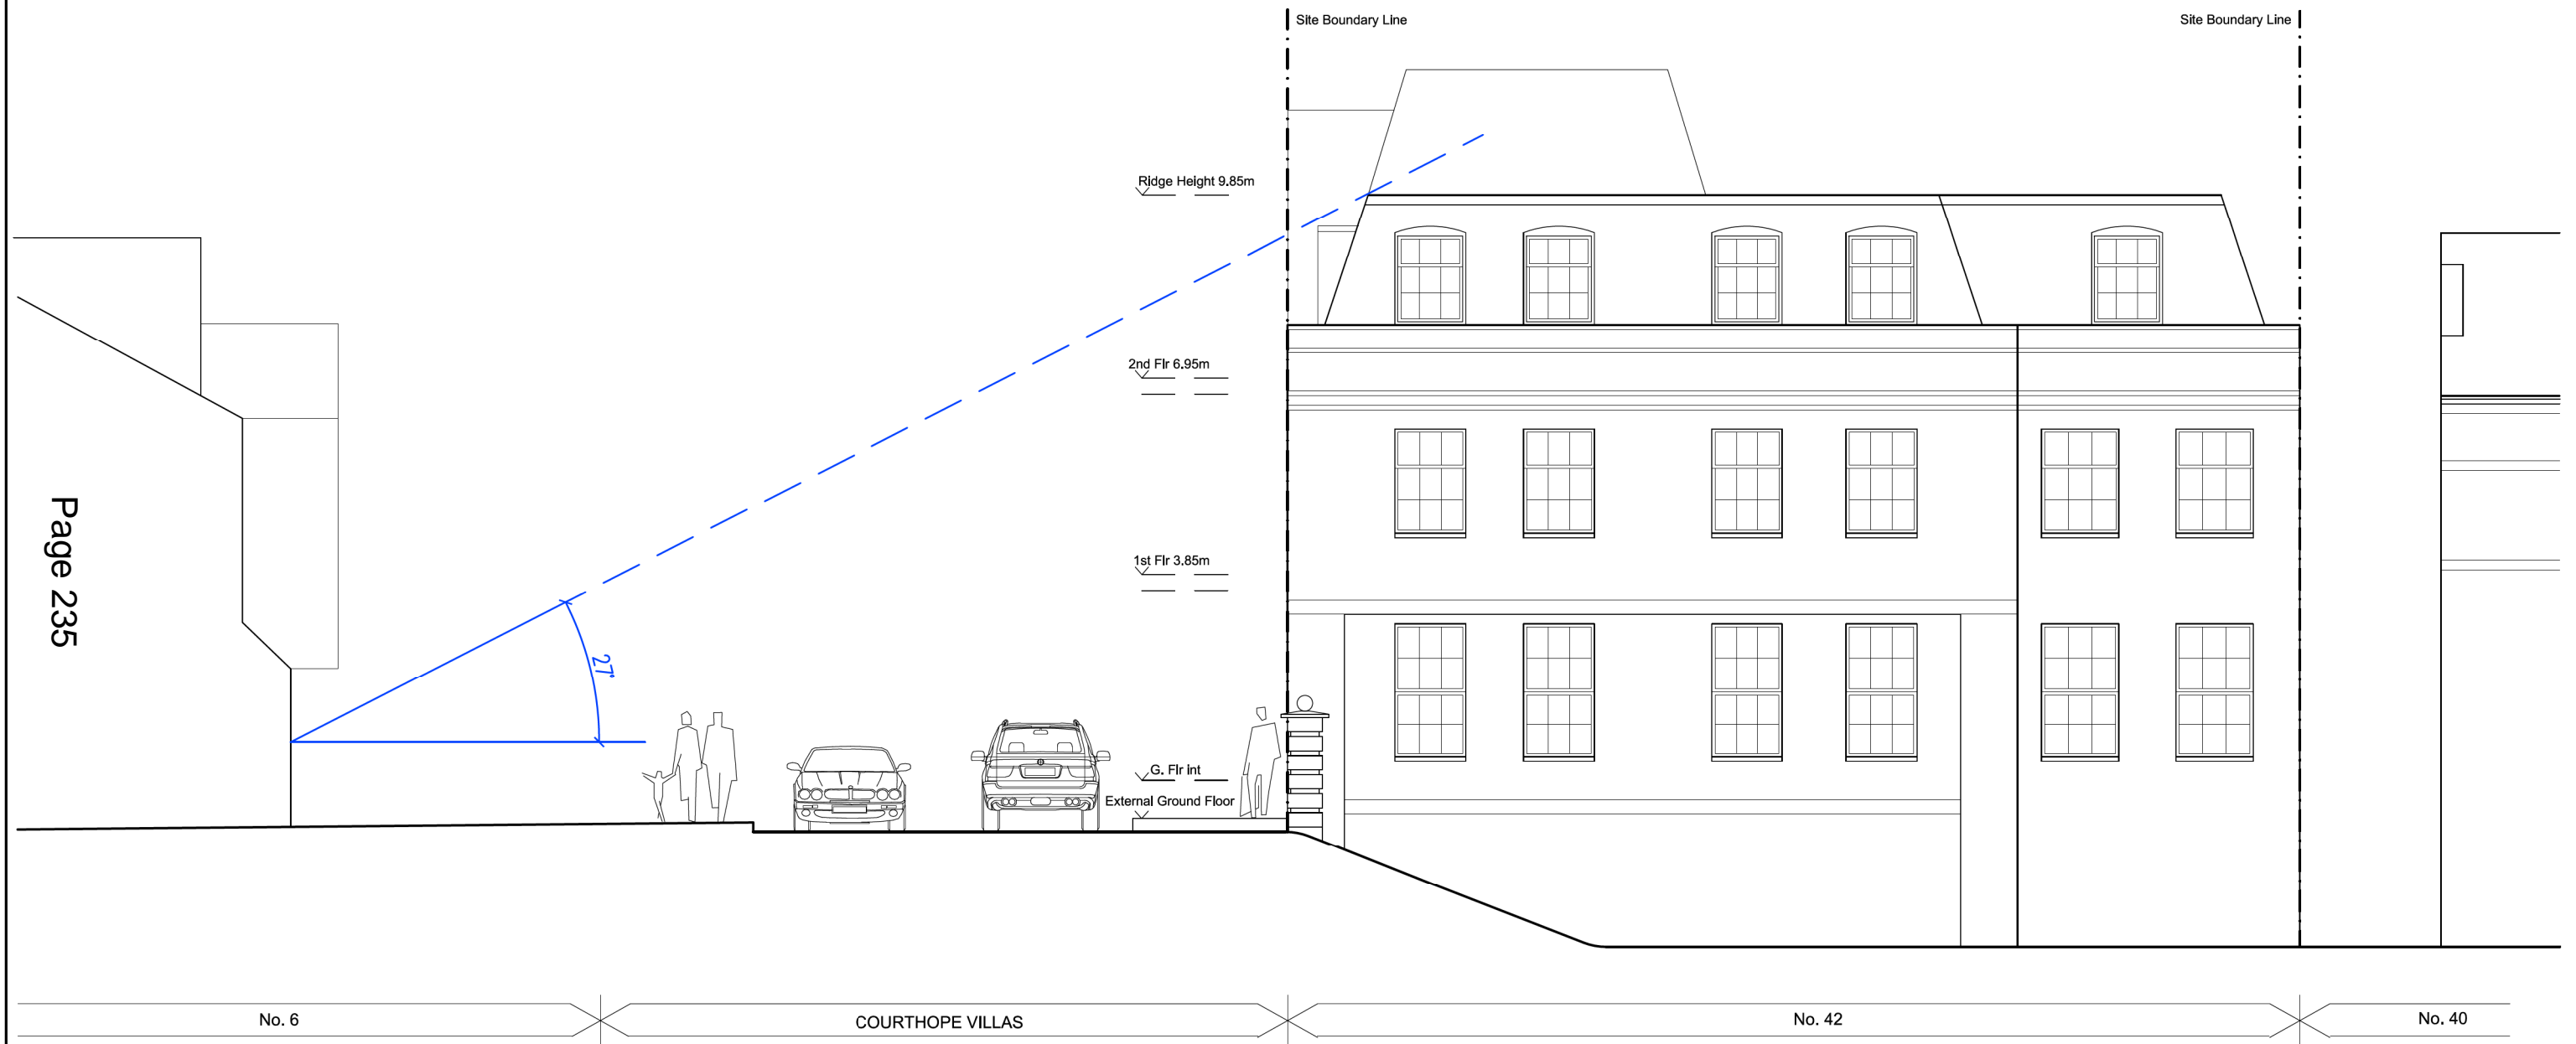 Site Boundary Line
Site Boundary Line
Ridge Height 9.85m
2nd Flr 6.95m
1st Flr 3.85m
27°
G. Flr int
External Ground Floor
Page 235
No. 6
COURTHOPE VILLAS
No. 42
No. 40